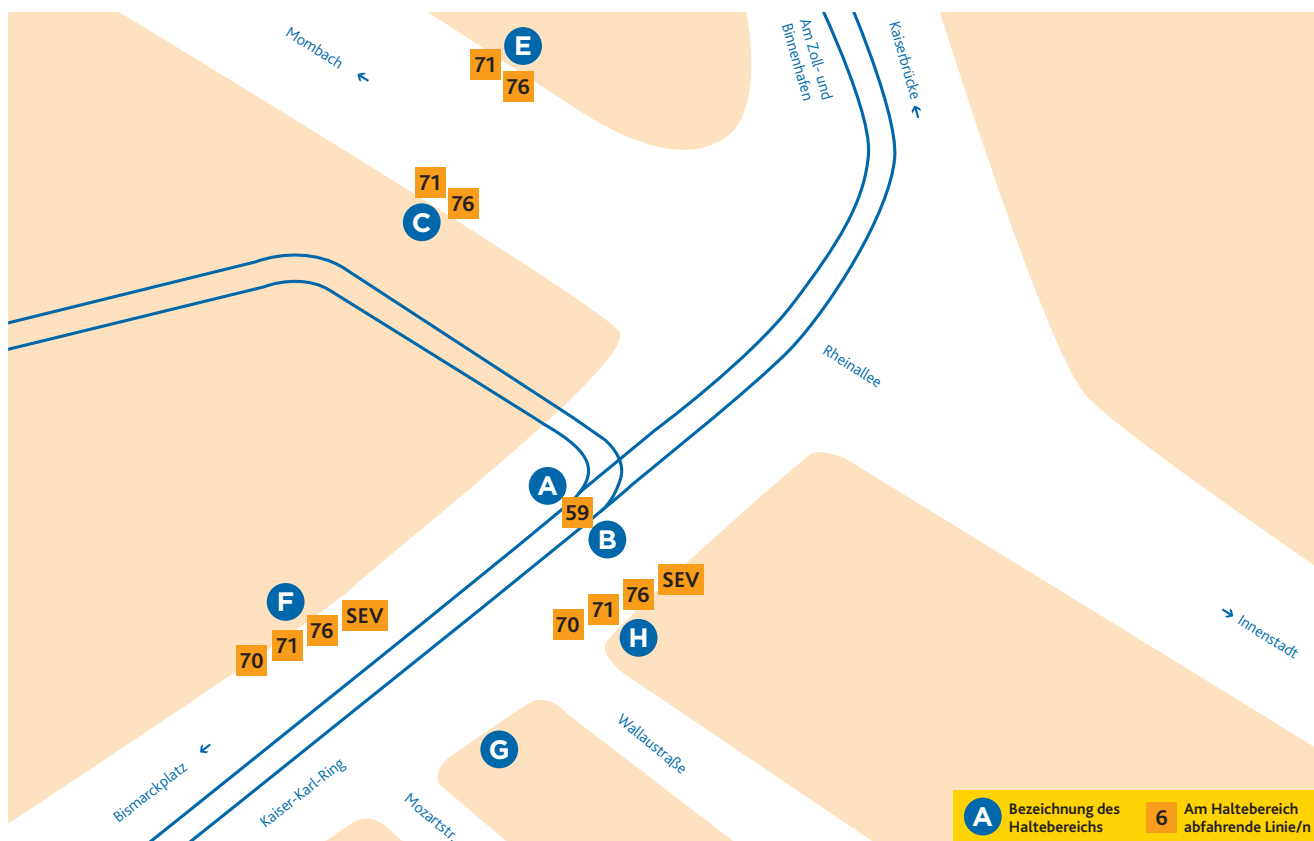 Mombach
E
71
76
Am Zoll- und
Binnenhafen
Kaiserbrücke
71
76
C
Rheinallee
A
59
B
F
SEV
76
71
70
SEV
76
71
70
H
Innenstadt
Wallaustraße
G
Bismarckplatz
Kaiser-Karl-Ring
Mozartstr.
A
Bezeichnung des
Haltebereichs
6
Am Haltebereich
abfahrende Linie/n